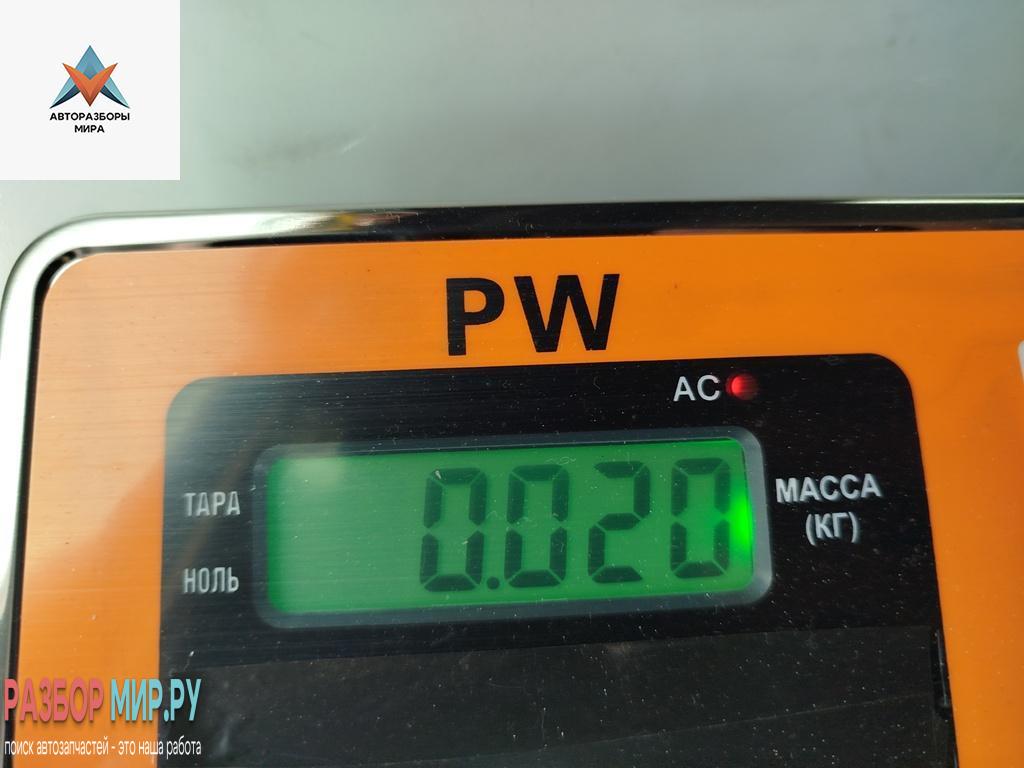 АВТОРАЗБОРЫ
МИРА
PW
AC
0.020
ТАРА
МАССА
(КГ)
НОЛЬ
РАЗБОР МИР.РУ
поиск автозапчастей - это наша работа